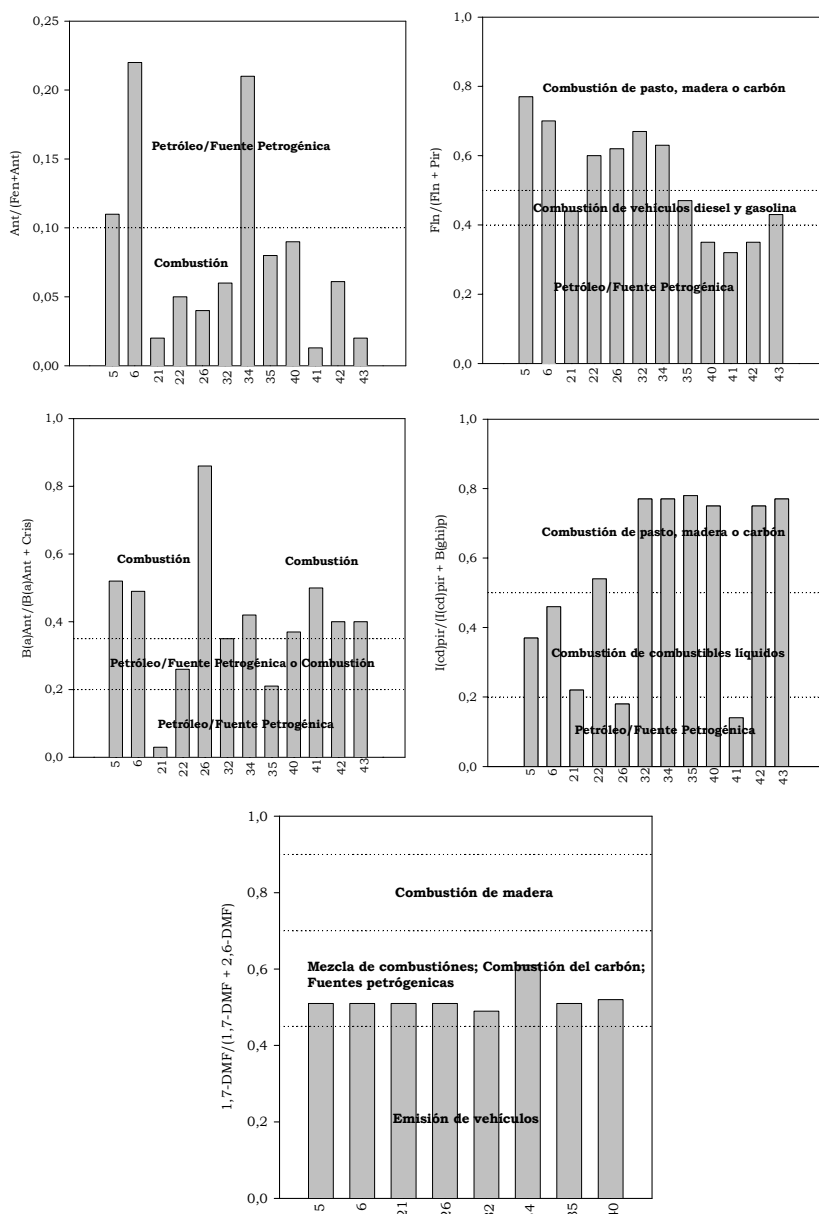 0,25
0,20
0,15
0,10
0,05
0,00
Ant/(Fen+Ant)
Petróleo/Fuente Petrogénica
Combustión
5 6 21 22 26 32 34 35 40 41 42 43
1,0
0,8
0,6
0,4
0,2
0,0
Fln/(Fln + Pir)
Combustión de pasto, madera o carbón
Combustión de vehículos diesel y gasolina
Petróleo/Fuente Petrogénica
5 6 21 22 26 32 34 35 40 41 42 43
1,0
0,8
0,6
0,4
0,2
0,0
B(a)Ant/(B(a)Ant + Cris)
Combustión Combustión
Petróleo/Fuente Petrogénica o Combustión
Petróleo/Fuente Petrogénica
5 6 21 22 26 32 34 35 40 41 42 43
1,0
0,8
0,6
0,4
0,2
0,0
I(cd)pir/(I(cd)pir + B(ghi)p)
Combustión de pasto, madera o carbón
Combustión de combustibles líquidos
Petróleo/Fuente Petrogénica
5 6 21 22 26 32 34 35 40 41 42 43
1,0
0,8
0,6
0,4
0,2
0,0
1,7-DMF/(1,7-DMF + 2,6-DMF)
Combustión de madera
Mezcla de combustiónes; Combustión del carbón;
Fuentes petrógenicas
Emisión de vehículos
5 6 21 26 35 40